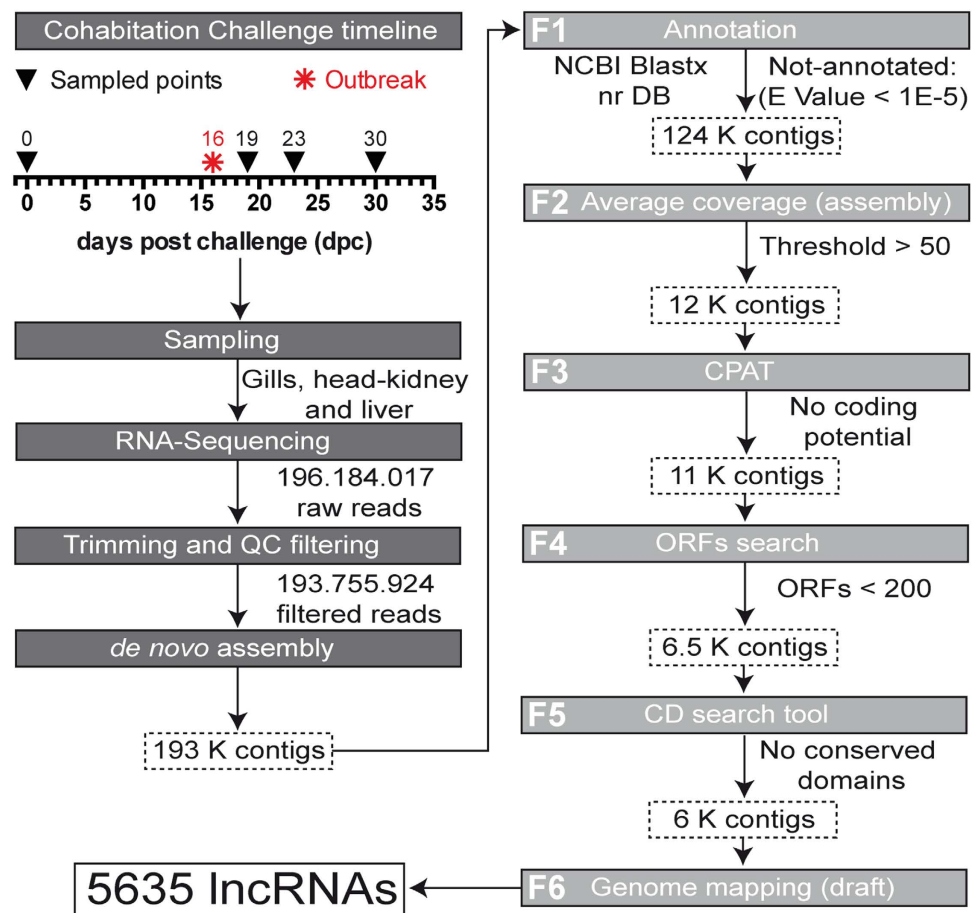 Cohabitation Challenge timeline
Sampled points
Outbreak
0
16
19
23
30
0 5 10 15 20 25 30 35
days post challenge (dpc)
Sampling
Gills, head-kidney
and liver
RNA-Sequencing
196.184.017
raw reads
Trimming and QC filtering
193.755.924
filtered reads
de novo assembly
193 K contigs
F1 Annotation
NCBI Blastx
nr DB
Not-annotated:
(E Value < 1E-5)
124 K contigs
F2 Average coverage (assembly)
Threshold > 50
12 K contigs
F3 CPAT
No coding
potential
11 K contigs
F4 ORFs search
ORFs < 200
6.5 K contigs
F5 CD search tool
No conserved
domains
6 K contigs
F6 Genome mapping (draft)
5635 lncRNAs